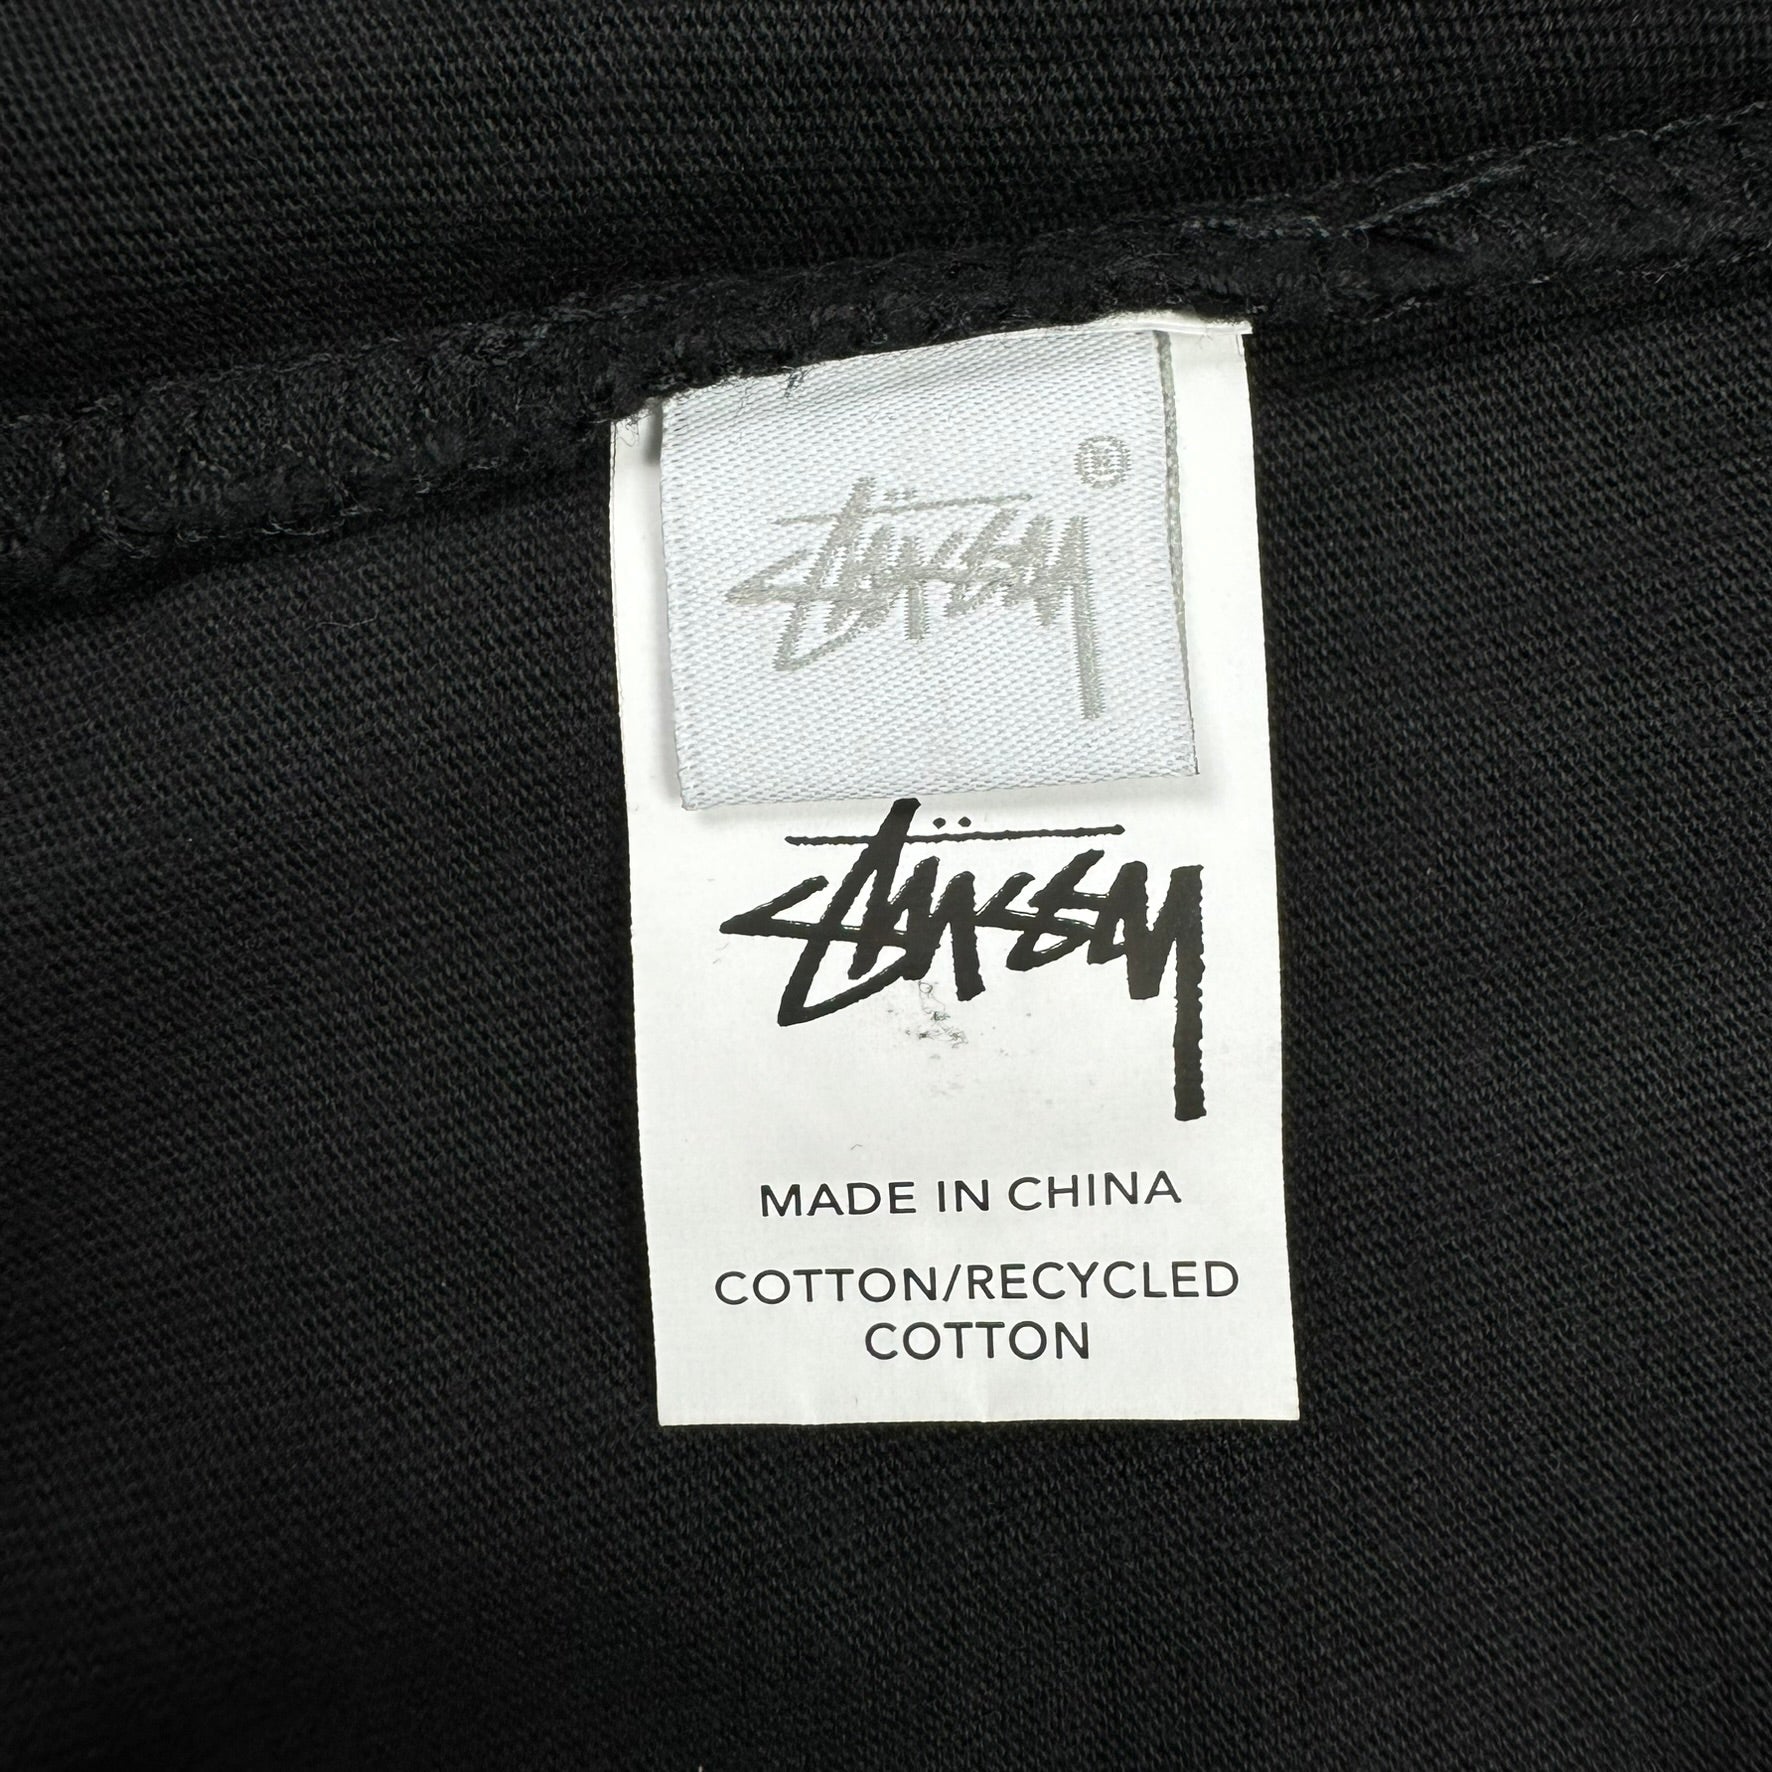 ®
Stüssy
Stüssy
MADE IN CHINA
COTTON/RECYCLED
COTTON